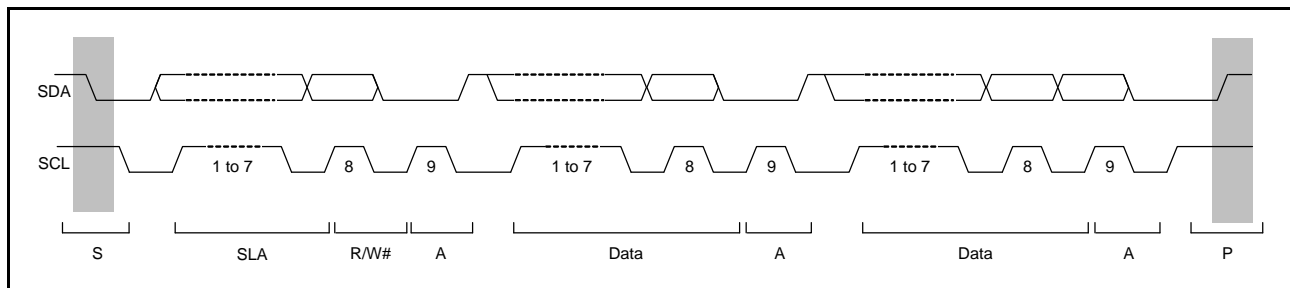 SDA
SCL 1 to 7 8 9 1 to 7 8 9 1 to 7 8 9
S SLA R/W# A Data A Data A P